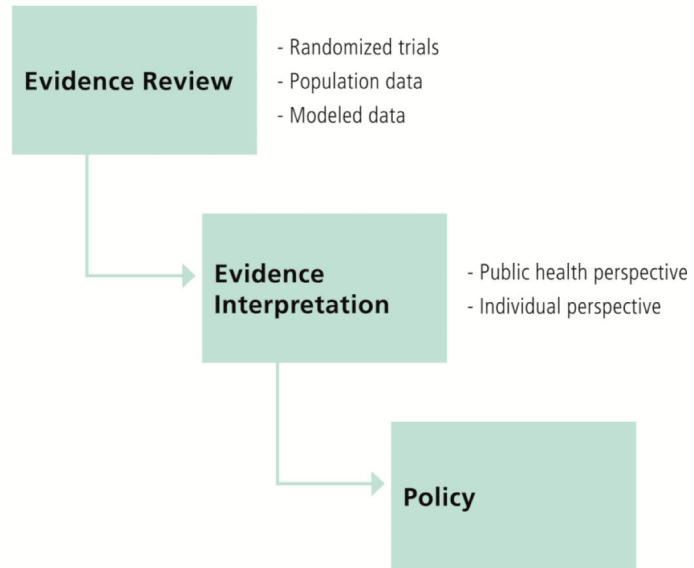 Evidence Review
- Randomized trials
- Population data
- Modeled data
Evidence
Interpretation
- Public health perspective
- Individual perspective
Policy